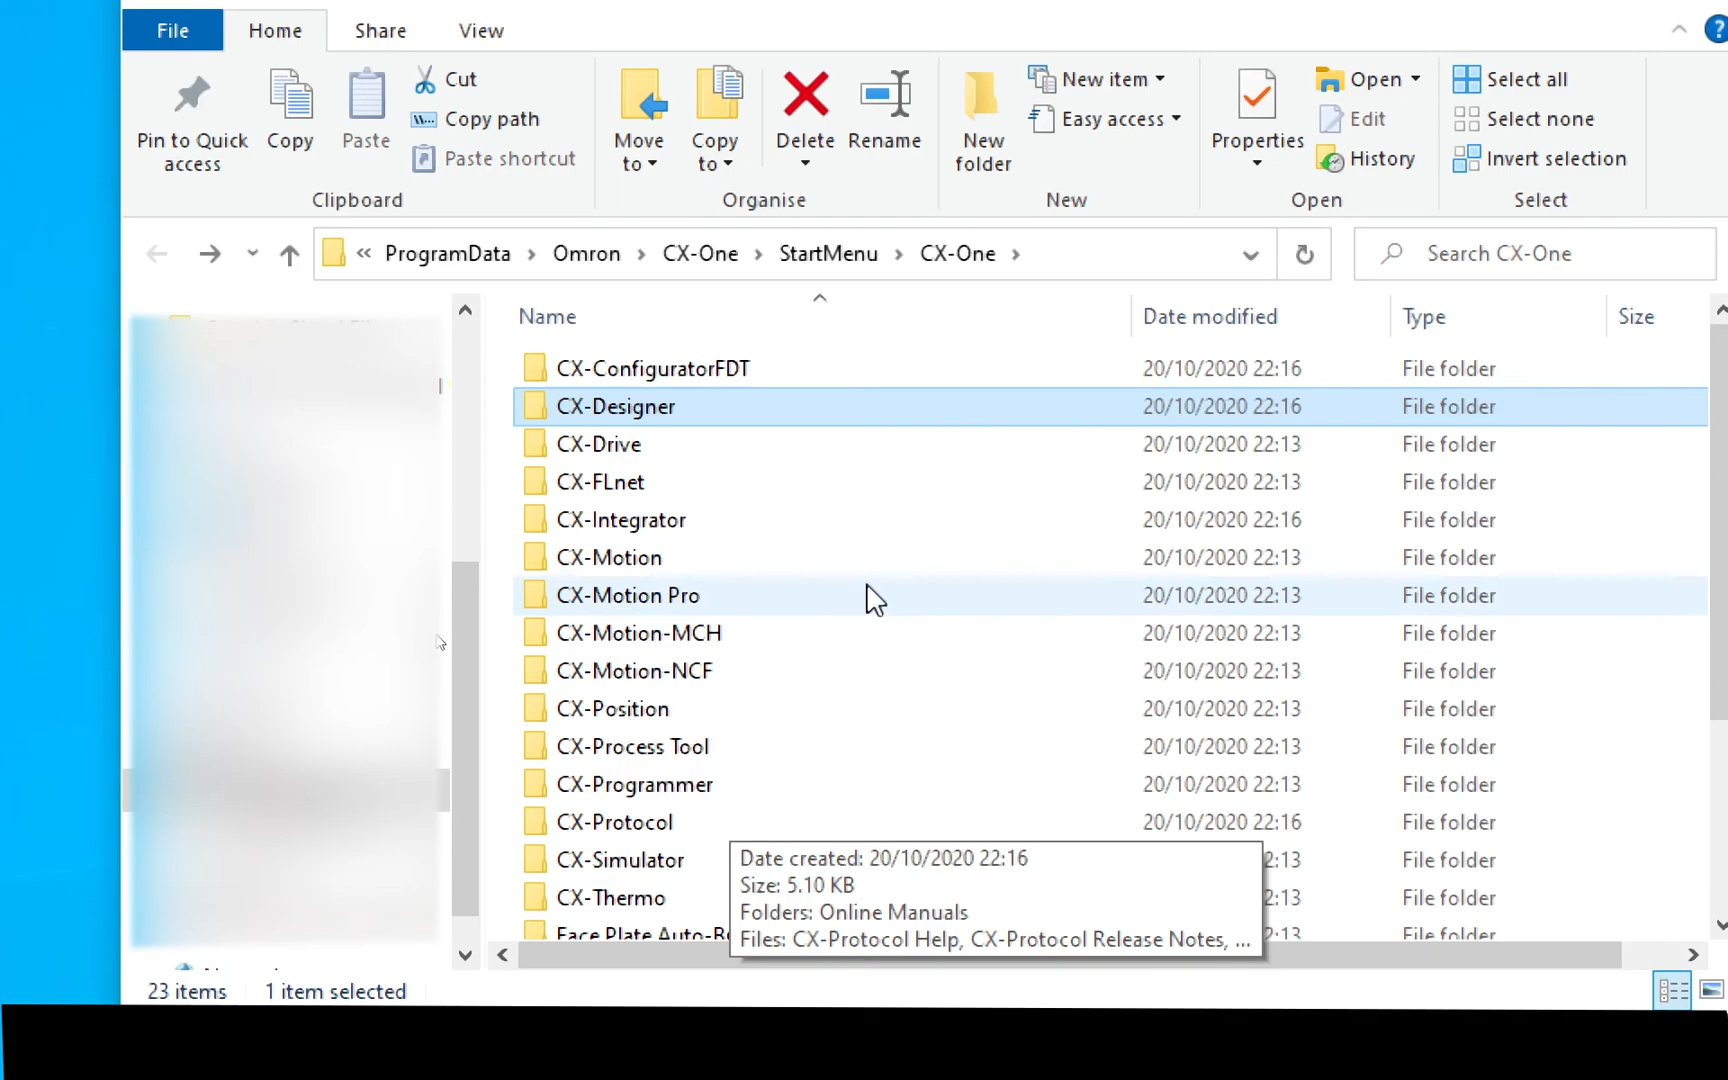 File Home Share View
Pin to Quick access
Copy
Paste
Cut
Copy path
Paste shortcut
Clipboard
Move to
Copy to
Delete
Rename
Organise
New folder
New item
Easy access
New
Properties
Open
Edit
History
Open
Select all
Select none
Invert selection
Select
« ProgramData › Omron › CX-One › StartMenu › CX-One ›
Search CX-One
Name Date modified Type Size
CX-ConfiguratorFDT 20/10/2020 22:16 File folder
CX-Designer 20/10/2020 22:16 File folder
CX-Drive 20/10/2020 22:13 File folder
CX-FLnet 20/10/2020 22:13 File folder
CX-Integrator 20/10/2020 22:16 File folder
CX-Motion 20/10/2020 22:13 File folder
CX-Motion Pro 20/10/2020 22:13 File folder
CX-Motion-MCH 20/10/2020 22:13 File folder
CX-Motion-NCF 20/10/2020 22:13 File folder
CX-Position 20/10/2020 22:13 File folder
CX-Process Tool 20/10/2020 22:13 File folder
CX-Programmer 20/10/2020 22:13 File folder
CX-Protocol 20/10/2020 22:16 File folder
CX-Simulator 2:13 File folder
CX-Thermo 2:13 File folder
Face Plate 2:13 File folder
Date created: 20/10/2020 22:16
Size: 5.10 KB
Folders: Online Manuals
Files: CX-Protocol Help, CX-Protocol Release Notes, ...
23 items 1 item selected